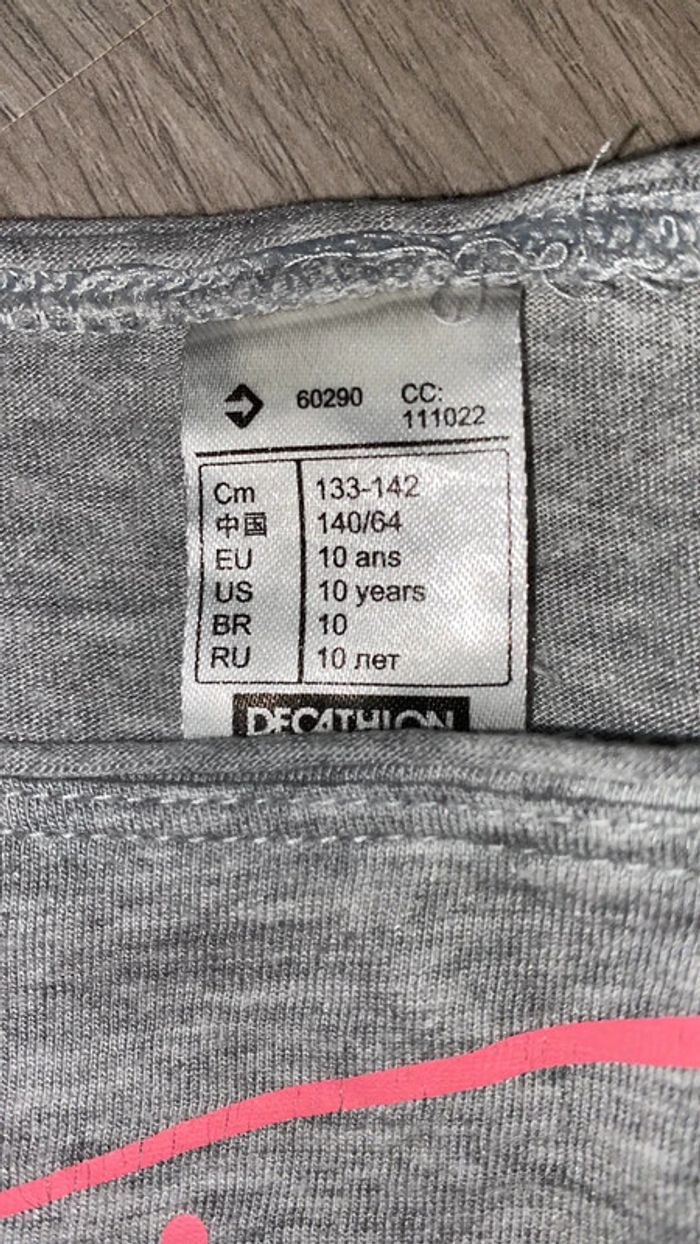 60290 CC:
111022
Cm 133-142
中国 140/64
EU 10 ans
US 10 years
BR 10
RU 10 лет
DECATHLON